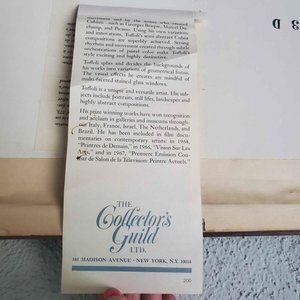 movement and by the artists who created
Cubism — such as Georges Braque, Marcel Du-
champ, and Picasso. Using his own variations
and innovations, Toffoli's semi-abstract Cubist
compositions are superbly achieved. Strong
rhythms and movement created through subtle
orchestration of pastel color make Toffoli's
style exciting and highly distinctive.
Toffoli splits and divides the backgrounds of
his works into variations of geometrical forms.
The visual effects he creates are mindful of
multi-faceted stained glass windows.
Toffoli is a unique and versatile artist. His sub-
jects include portraits, still lifes, landscapes and
highly abstract compositions.
His prize winning works have won recognition
and acclaim in galleries and museums through-
out Italy, France, Israel, The Netherlands, and
Brazil. He has been included in film docu-
mentaries on contemporary artists: in 1964,
"Peintres de Demain," in 1966, "Vision Sur Les
Arts," and in 1967, "Premiere Emission Con-
de Salon de la Television: Peintre Actuels."
THE
Collector's
Guild
LTD.
MADISON AVENUE · NEW YORK, N.Y. 10016
200